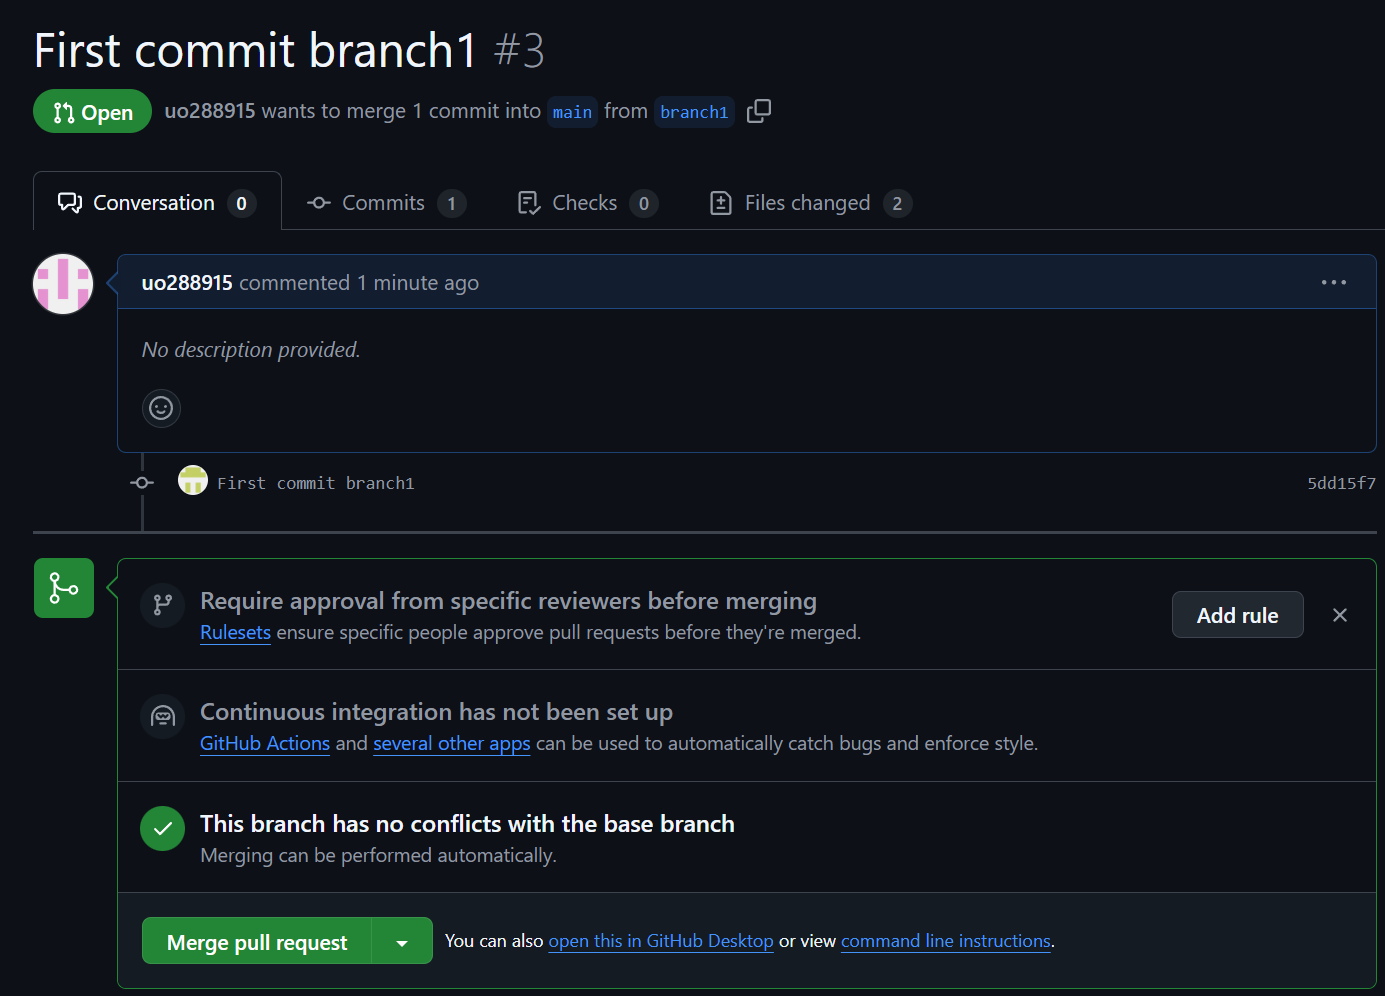 First commit branch1 #3
Open
uo288915 wants to merge 1 commit into main from branch1
Conversation 0
Commits 1
Checks 0
Files changed 2
uo288915 commented 1 minute ago
No description provided.
First commit branch1
5dd15f7
Require approval from specific reviewers before merging
Rulesets ensure specific people approve pull requests before they're merged.
Add rule
Continuous integration has not been set up
GitHub Actions and several other apps can be used to automatically catch bugs and enforce style.
This branch has no conflicts with the base branch
Merging can be performed automatically.
Merge pull request
You can also open this in GitHub Desktop or view command line instructions.